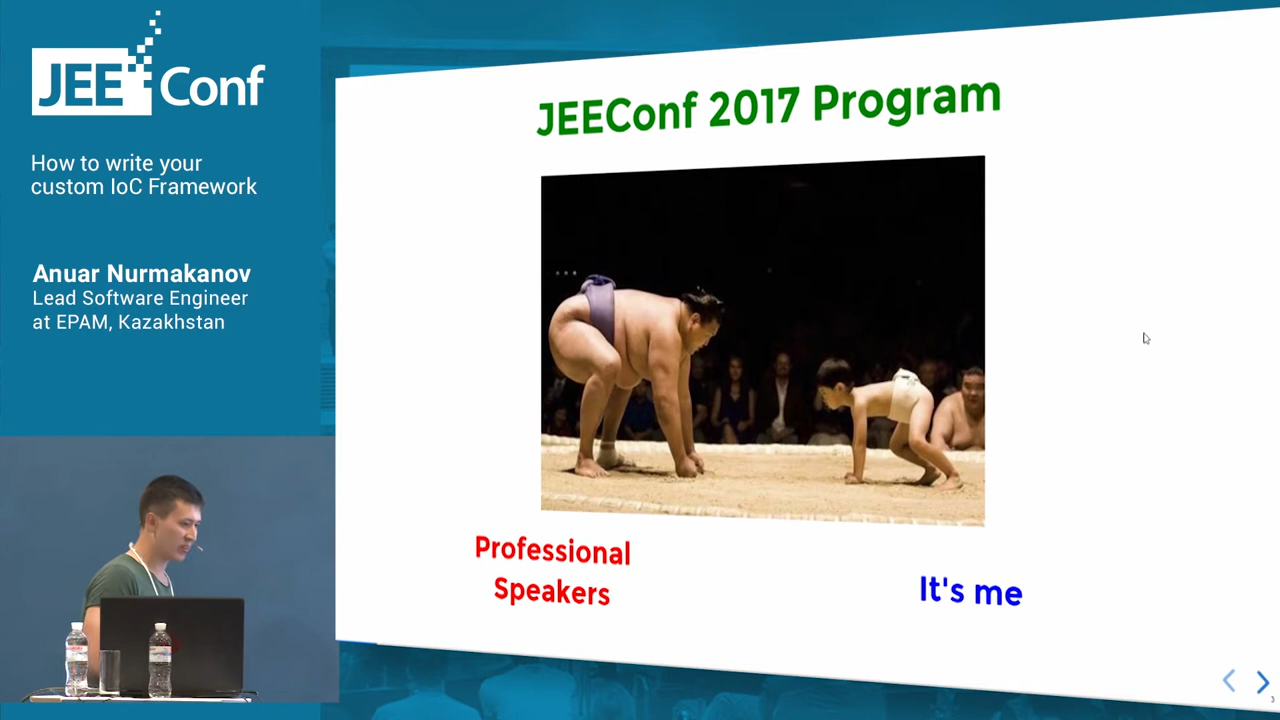 JEE Conf
How to write your
custom IoC Framework
Anuar Nurmakanov
Lead Software Engineer
at EPAM, Kazakhstan
JEEConf 2017 Program
Professional
Speakers
It's me
3